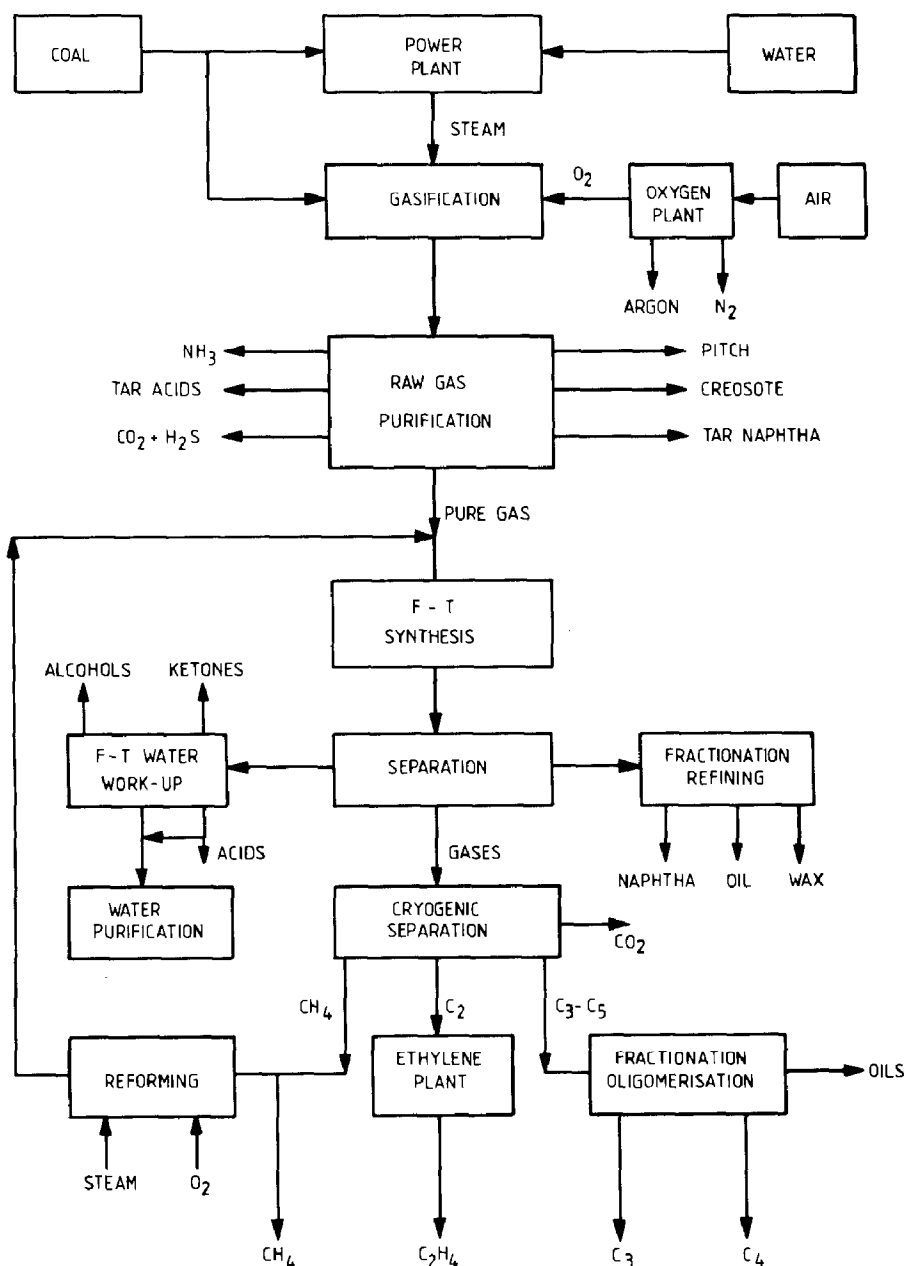 COAL
POWER
PLANT
WATER
STEAM
GASIFICATION
O2
OXYGEN
PLANT
AIR
ARGON
N2
NH3
TAR ACIDS
CO2 + H2S
RAW GAS
PURIFICATION
PITCH
CREOSOTE
TAR NAPHTHA
PURE GAS
F - T
SYNTHESIS
ALCOHOLS
KETONES
F-T WATER
WORK-UP
SEPARATION
FRACTIONATION
REFINING
ACIDS
GASES
NAPHTHA
OIL
WAX
WATER
PURIFICATION
CRYOGENIC
SEPARATION
CO2
CH4
C2
C3-C5
REFORMING
ETHYLENE
PLANT
FRACTIONATION
OLIGOMERISATION
OILS
STEAM
O2
CH4
C2H4
C3
C4